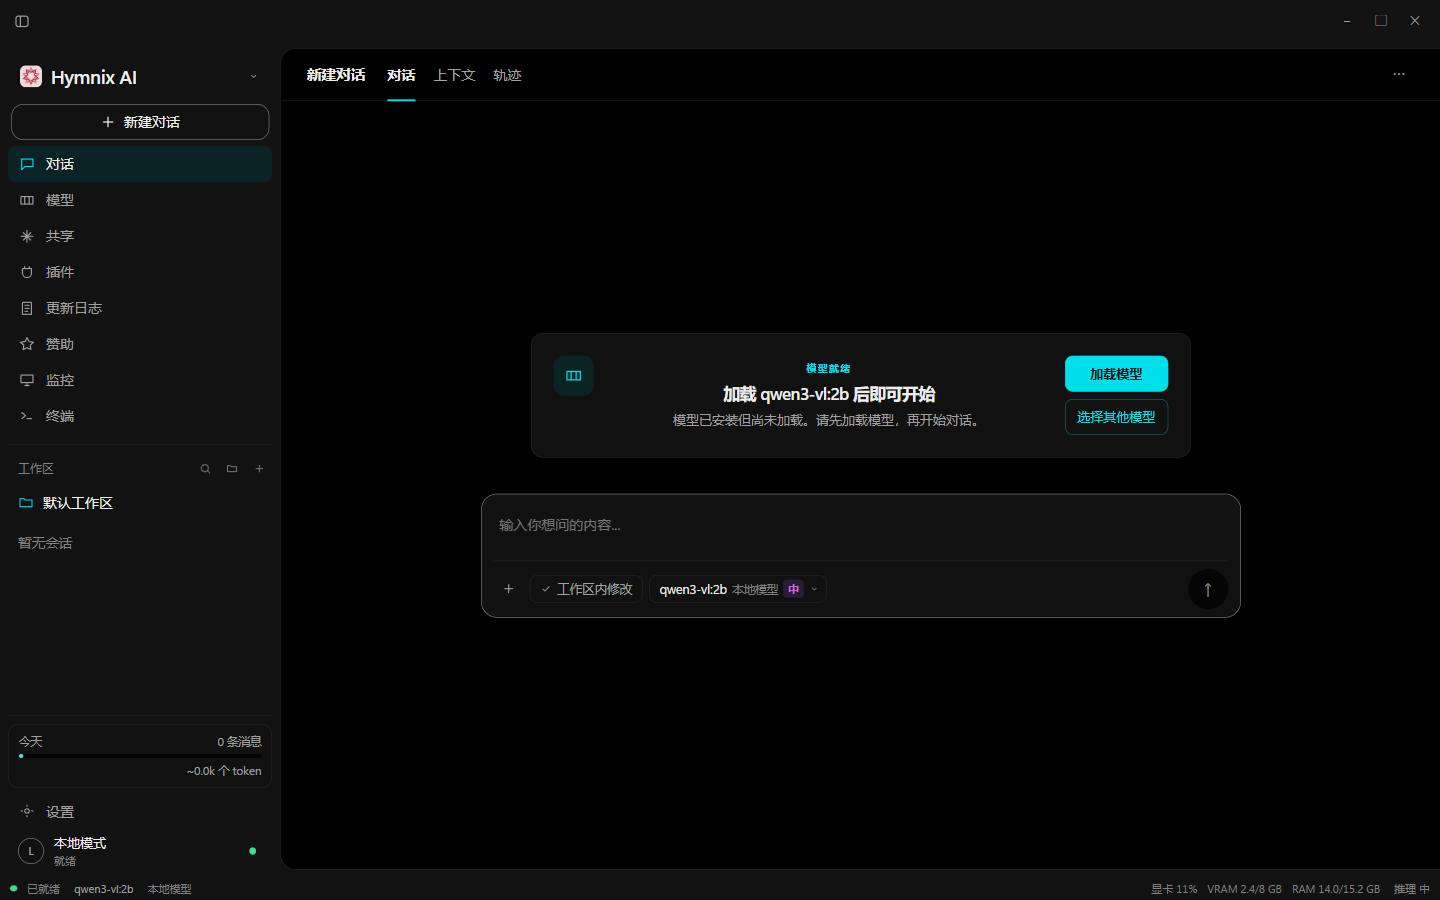 Hymnix AI
新建对话
对话
模型
共享
插件
更新日志
赞助
监控
终端
工作区
默认工作区
暂无会话
今天 0 条消息
~0.0k 个 token
设置
L 本地模式
就绪
新建对话 对话 上下文 轨迹
模型就绪
加载 qwen3-vl:2b 后即可开始
模型已安装但尚未加载。请先加载模型，再开始对话。
加载模型
选择其他模型
输入你想问的内容...
工作区内修改 qwen3-vl:2b 本地模型 中
已就绪 qwen3-vl:2b 本地模型 显卡 11% VRAM 2.4/8 GB RAM 14.0/15.2 GB 推理 中